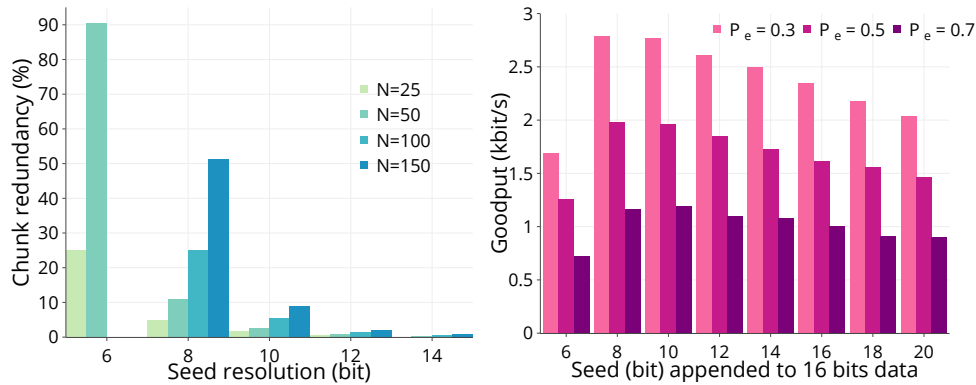 Chunk redundancy (%)
90
80
70
60
50
40
30
20
10
0
N=25
N=50
N=100
N=150
6 8 10 12 14
Seed resolution (bit)
Goodput (kbit/s)
3
2.5
2
1.5
1
0.5
0
P e = 0.3 P e = 0.5 P e = 0.7
6 8 10 12 14 16 18 20
Seed (bit) appended to 16 bits data